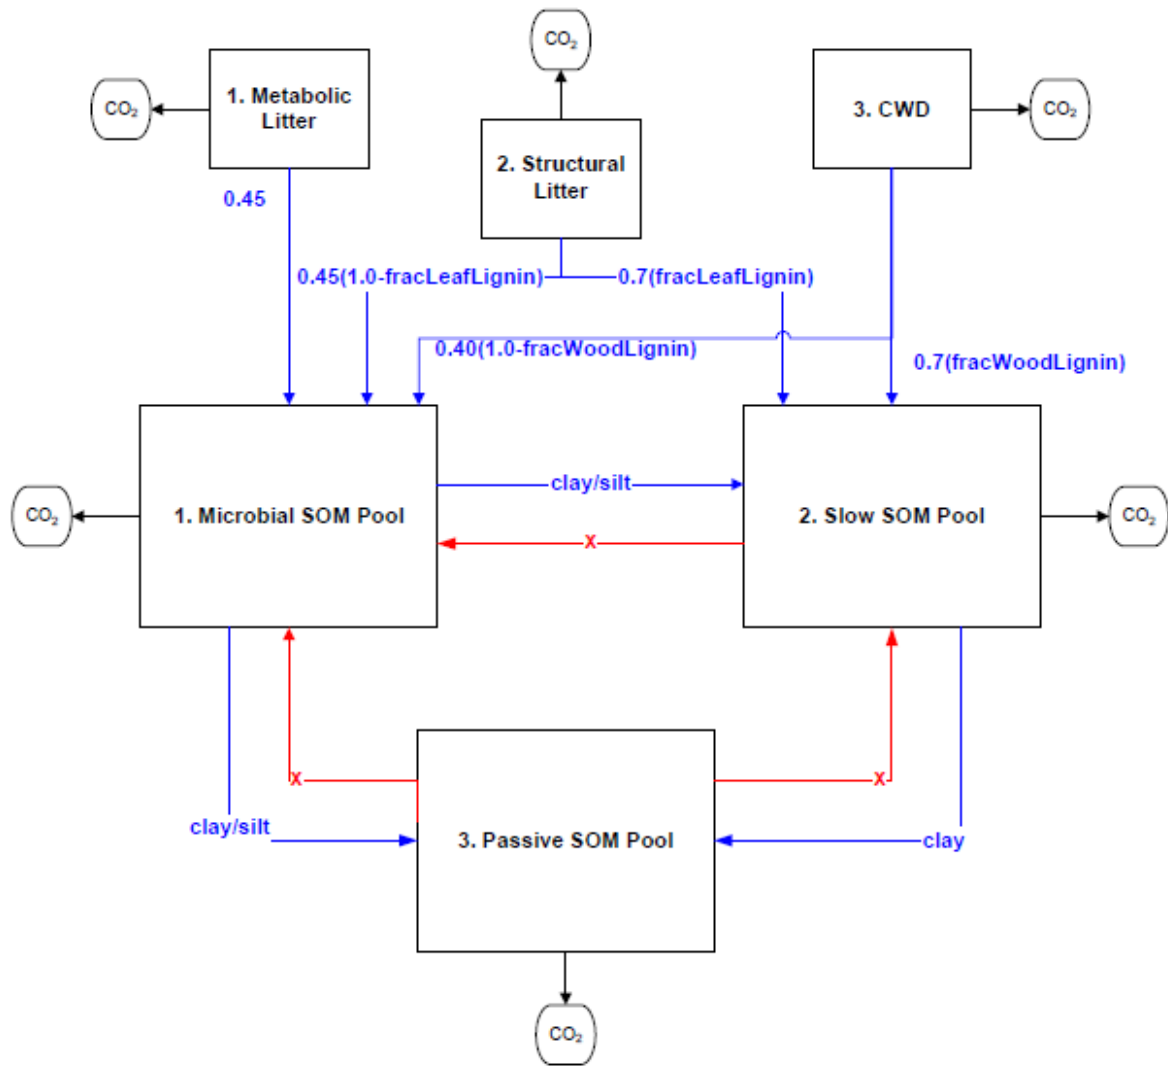 CO₂
1. Metabolic
Litter
CO₂
3. CWD
CO₂
2. Structural
Litter
0.45
0.45(1.0-fracLeafLignin)
0.7(fracLeafLignin)
0.40(1.0-fracWoodLignin)
0.7(fracWoodLignin)
clay/silt
CO₂
1. Microbial SOM Pool
2. Slow SOM Pool
CO₂
X
X
X
clay/silt
3. Passive SOM Pool
clay
CO₂